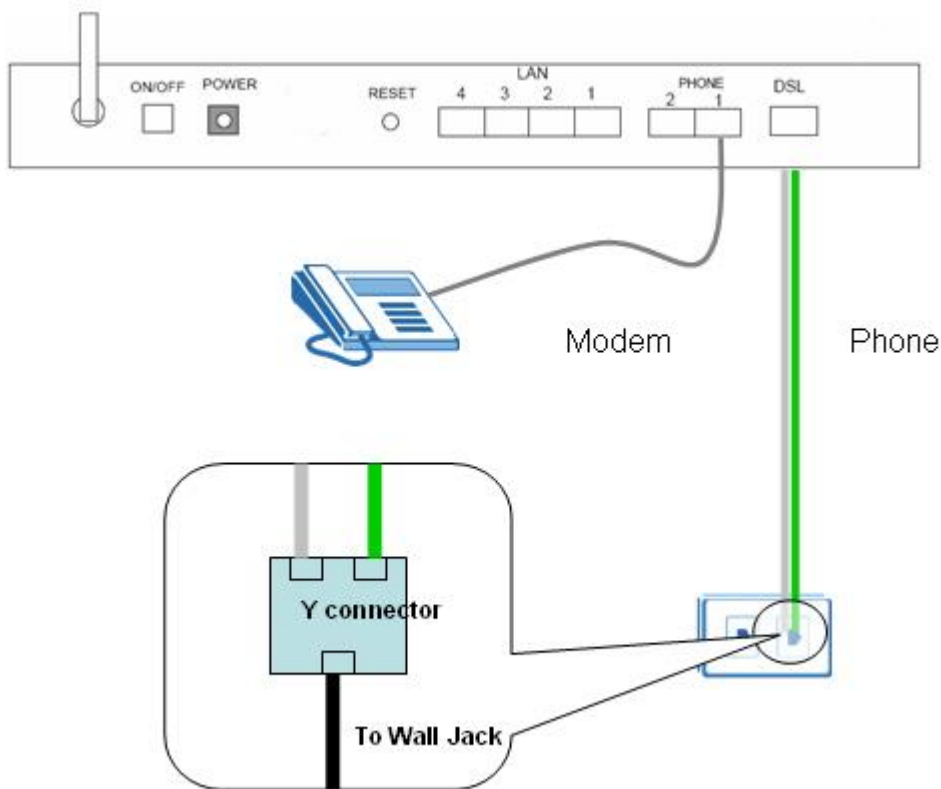 LAN
ON/OFF POWER RESET 4 3 2 1
PHONE
2 1
DSL
Modem Phone
Y connector
To Wall Jack